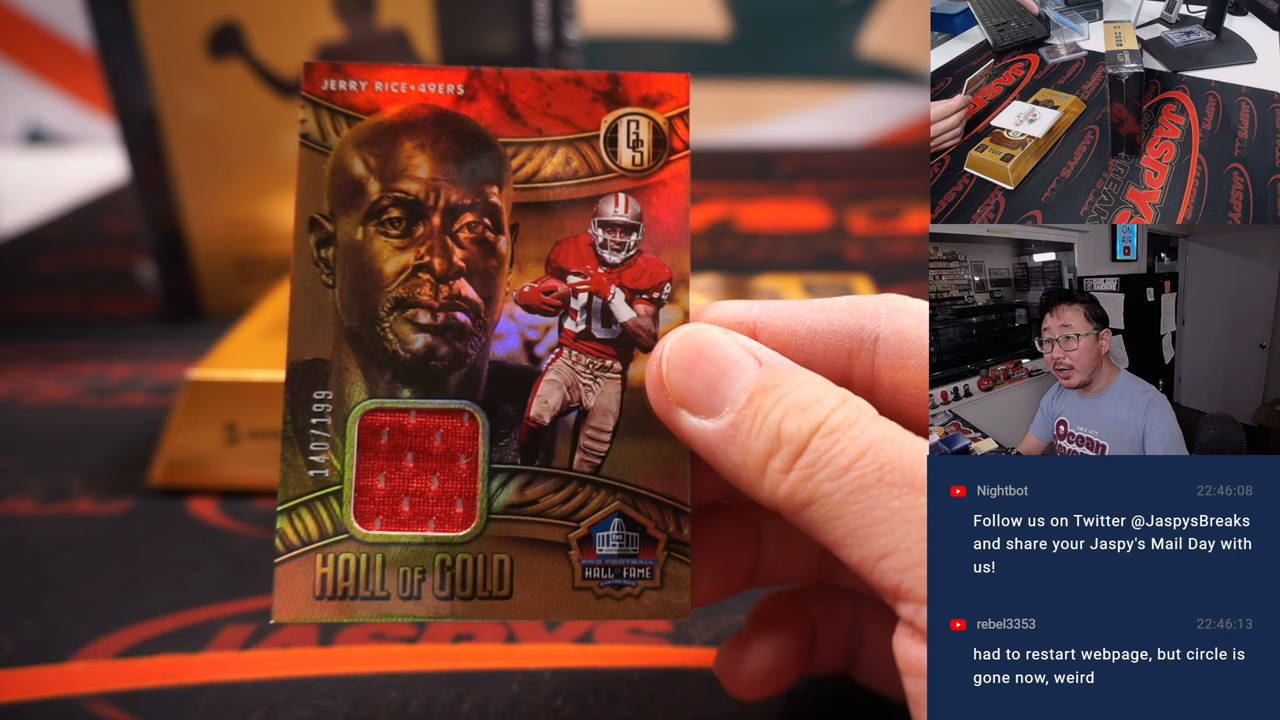 JERRY RICE•49ERS
GS
80
140/199
HALL OF GOLD
PRO FOOTBALL
HALL OF FAME
JASPYS
JASPYS
ON
AIR
Ocean
Nightbot 22:46:08
Follow us on Twitter @JaspysBreaks
and share your Jaspy's Mail Day with
us!
rebel3353 22:46:13
had to restart webpage, but circle is
gone now, weird